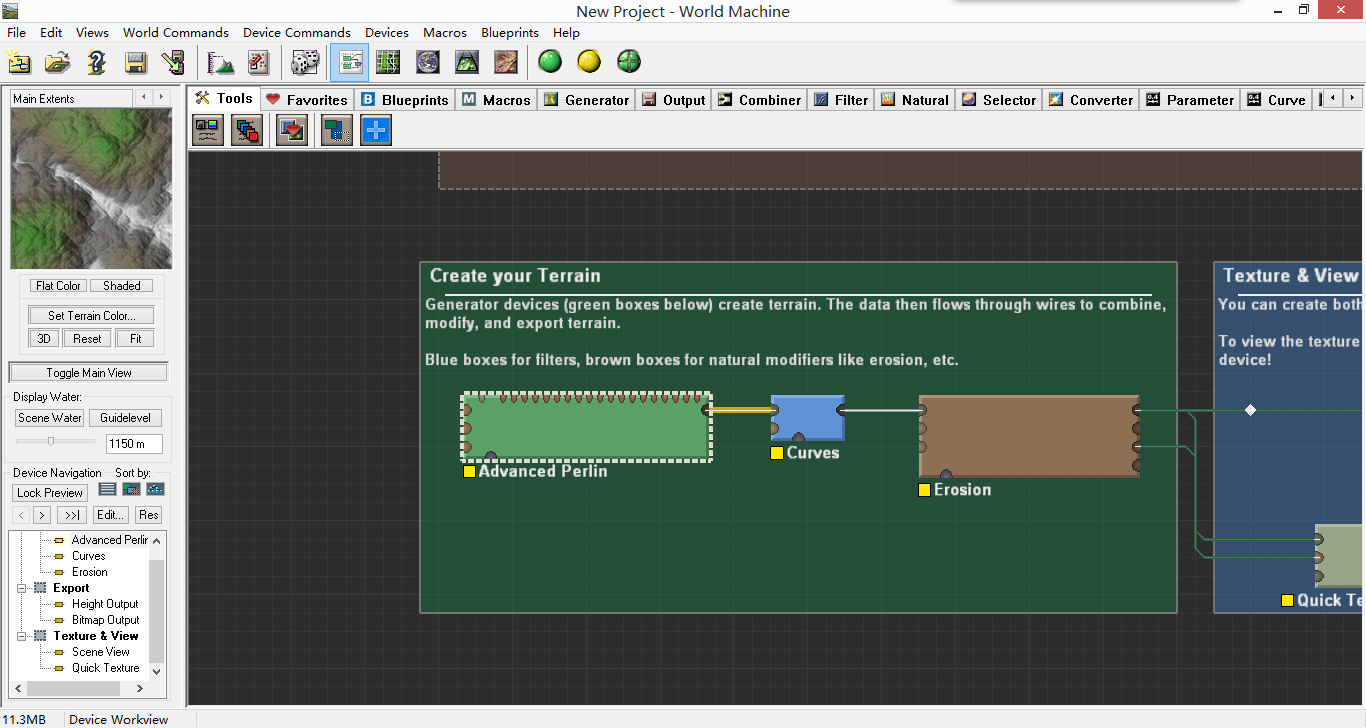 New Project - World Machine
File Edit Views World Commands Device Commands Devices Macros Blueprints Help
Main Extents
Tools Favorites Blueprints Macros Generator Output Combiner Filter Natural Selector Converter Parameter Curve
Flat Color Shaded
Set Terrain Color...
3D Reset Fit
Toggle Main View
Display Water:
Scene Water Guidelevel
1150 m
Device Navigation Sort by:
Lock Preview
< > >>| Edit... Res
Advanced Perlin
Curves
Erosion
Export
Height Output
Bitmap Output
Texture & View
Scene View
Quick Texture
Create your Terrain
Generator devices (green boxes below) create terrain. The data then flows through wires to combine,
modify, and export terrain.
Blue boxes for filters, brown boxes for natural modifiers like erosion, etc.
Advanced Perlin
Curves
Erosion
Texture & View
You can create both
To view the texture
device!
Quick Te
11.3MB Device Workview